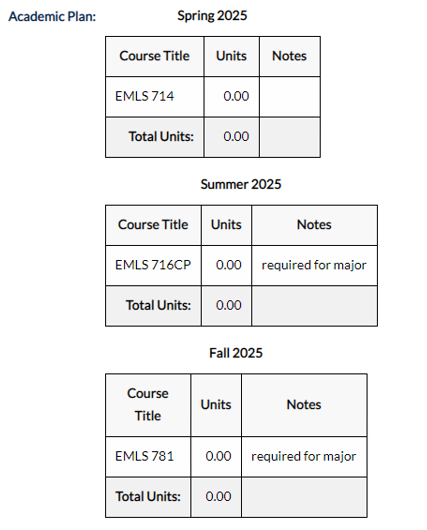 Academic Plan:
Spring 2025
Course Title Units Notes
EMLS 714 0.00
Total Units: 0.00
Summer 2025
Course Title Units Notes
EMLS 716CP 0.00 required for major
Total Units: 0.00
Fall 2025
Course
Title Units Notes
EMLS 781 0.00 required for major
Total Units: 0.00